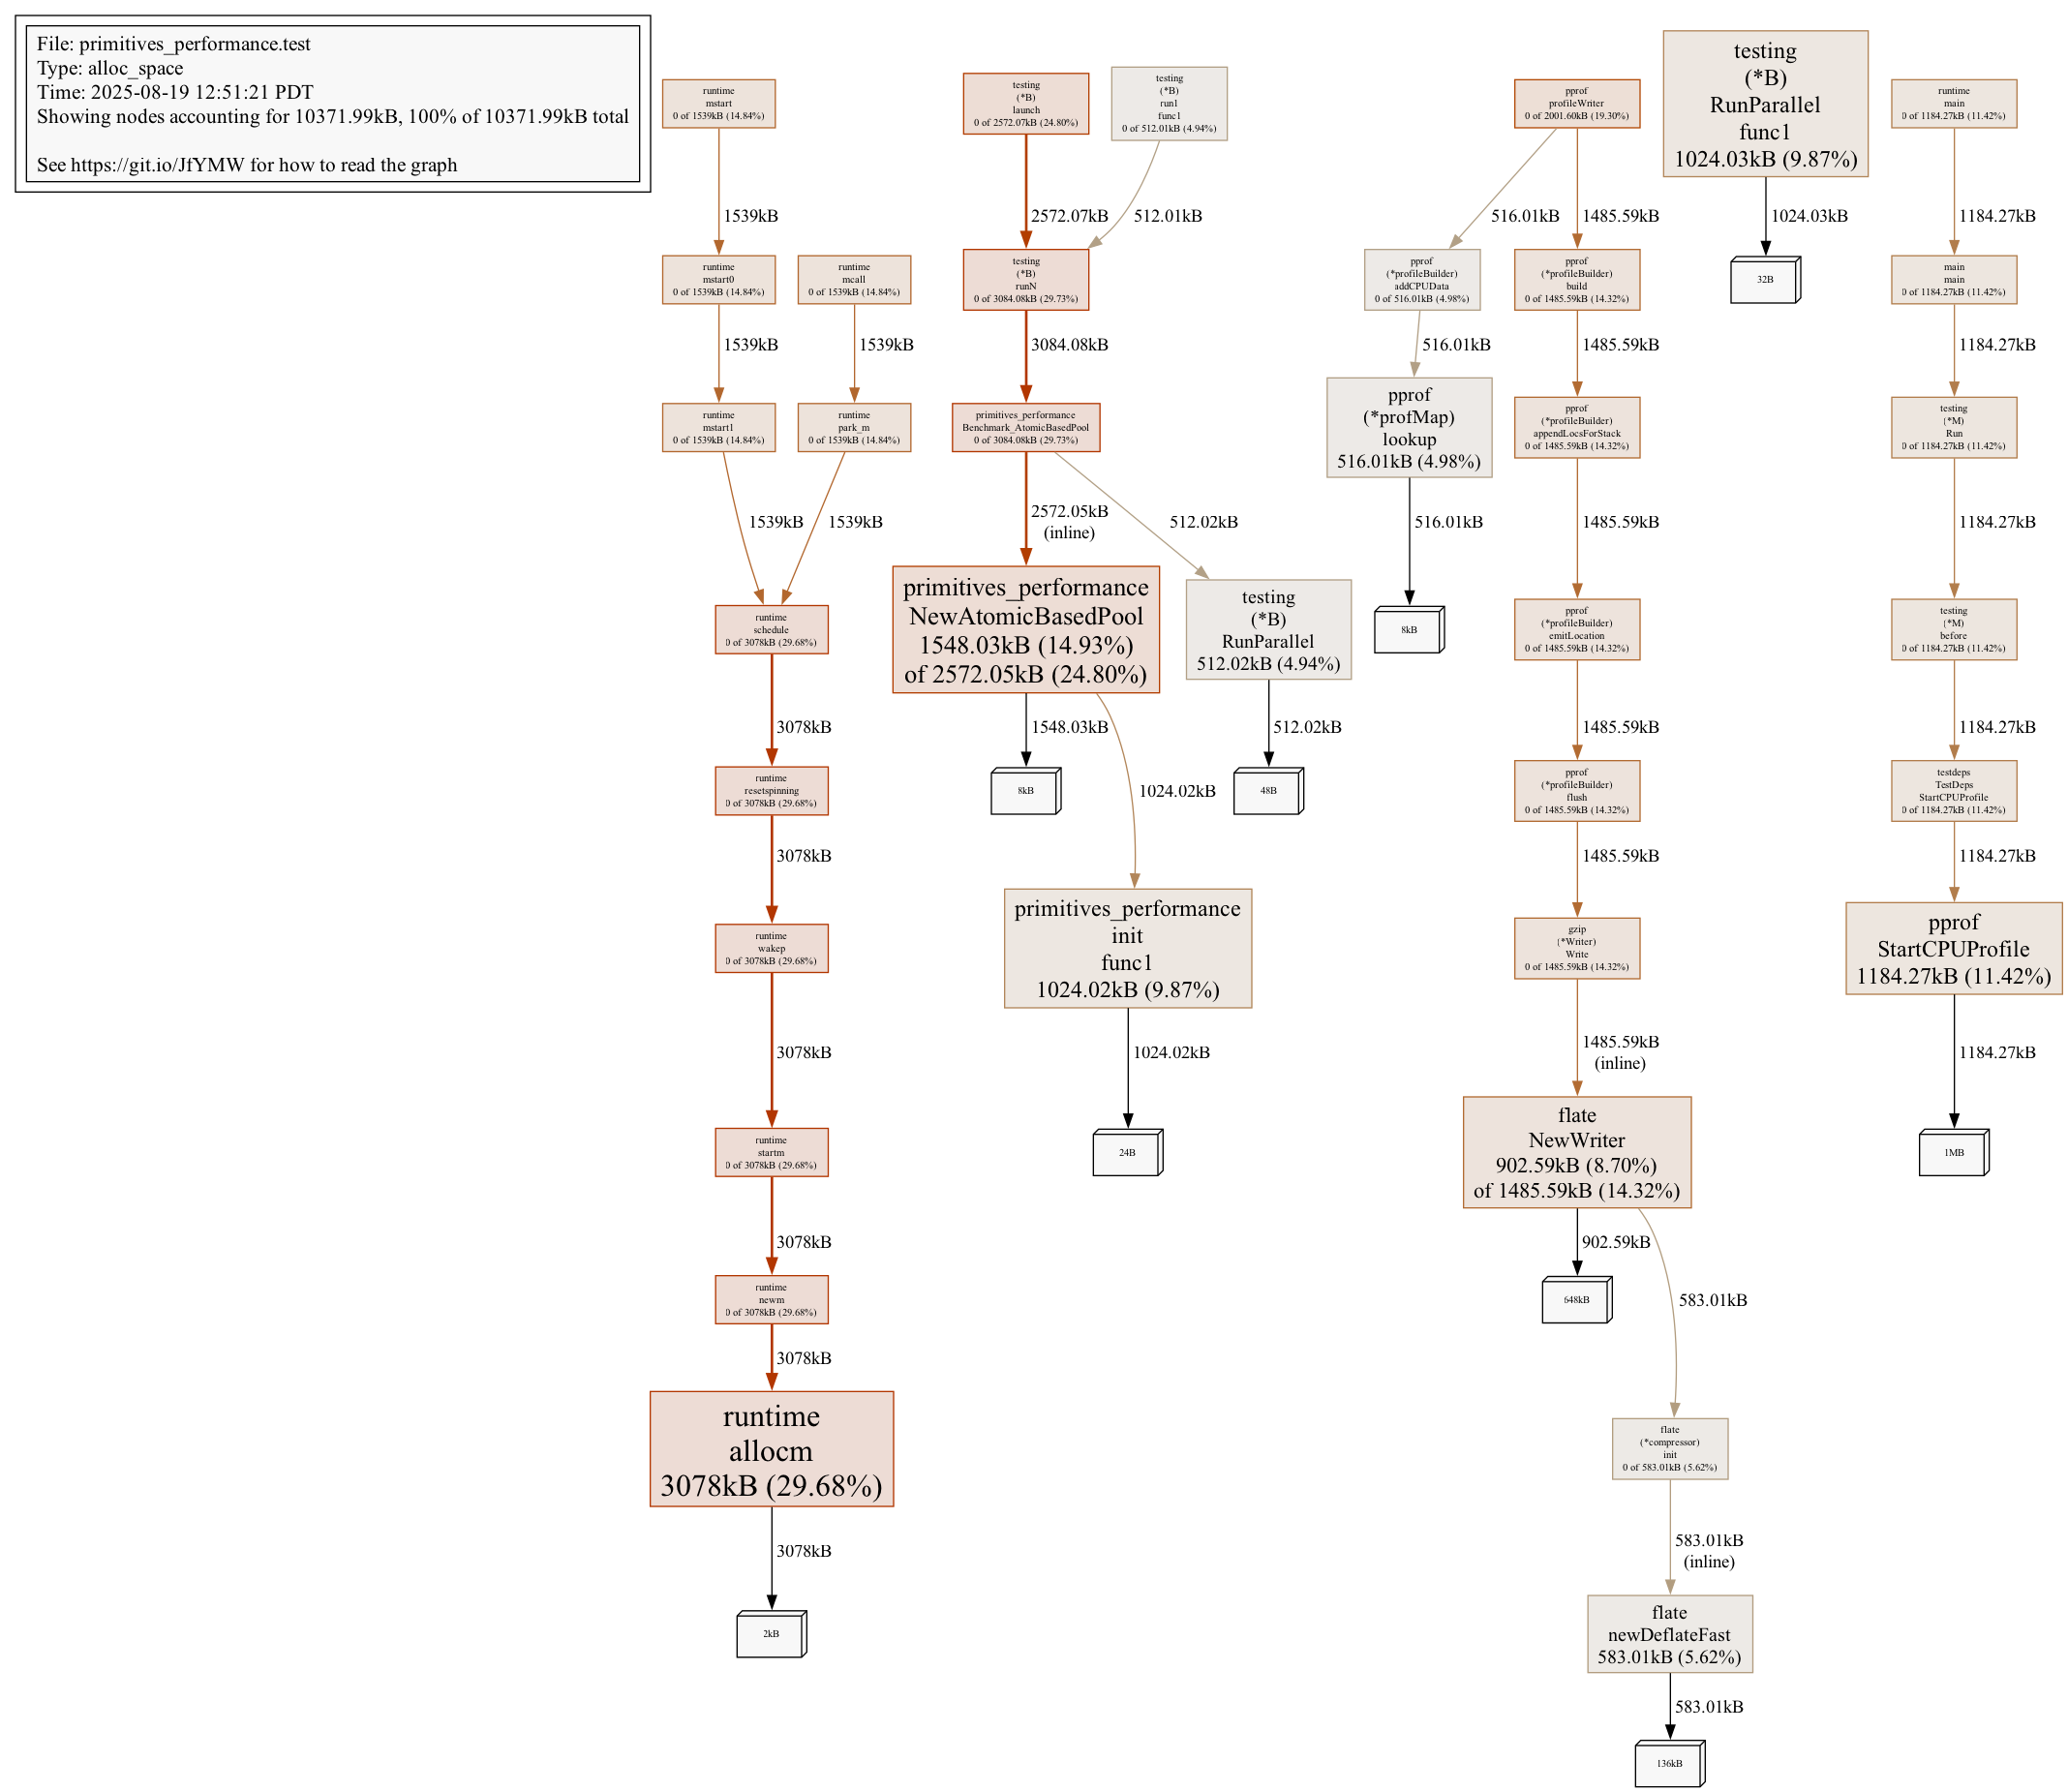 File: primitives_performance.test
Type: alloc_space
Time: 2025-08-19 12:51:21 PDT
Showing nodes accounting for 10371.99kB, 100% of 10371.99kB total
See https://git.io/JfYMW for how to read the graph
runtime
mstart
0 of 1539kB (14.84%)
1539kB
runtime
mstart0
0 of 1539kB (14.84%)
1539kB
runtime
mstart1
0 of 1539kB (14.84%)
1539kB
runtime
mcall
0 of 1539kB (14.84%)
1539kB
runtime
park_m
0 of 1539kB (14.84%)
1539kB
runtime
schedule
0 of 3078kB (29.68%)
3078kB
runtime
resetspinning
0 of 3078kB (29.68%)
3078kB
runtime
wakep
0 of 3078kB (29.68%)
3078kB
runtime
startm
0 of 3078kB (29.68%)
3078kB
runtime
newm
0 of 3078kB (29.68%)
3078kB
runtime
allocm
3078kB (29.68%)
3078kB
2kB
testing
(*B)
launch
0 of 2572.07kB (24.80%)
2572.07kB
testing
(*B)
run1
func1
0 of 512.01kB (4.94%)
512.01kB
testing
(*B)
runN
0 of 3084.08kB (29.73%)
3084.08kB
primitives_performance
Benchmark_AtomicBasedPool
0 of 3084.08kB (29.73%)
2572.05kB
(inline)
512.02kB
primitives_performance
NewAtomicBasedPool
1548.03kB (14.93%)
of 2572.05kB (24.80%)
1548.03kB
8kB
1024.02kB
testing
(*B)
RunParallel
512.02kB (4.94%)
512.02kB
48B
primitives_performance
init
func1
1024.02kB (9.87%)
1024.02kB
24B
pprof
profileWriter
0 of 2001.60kB (19.30%)
516.01kB
1485.59kB
pprof
(*profileBuilder)
addCPUData
0 of 516.01kB (4.98%)
516.01kB
pprof
(*profMap)
lookup
516.01kB (4.98%)
516.01kB
8kB
pprof
(*profileBuilder)
build
0 of 1485.59kB (14.32%)
1485.59kB
pprof
(*profileBuilder)
appendLocsForStack
0 of 1485.59kB (14.32%)
1485.59kB
pprof
(*profileBuilder)
emitLocation
0 of 1485.59kB (14.32%)
1485.59kB
pprof
(*profileBuilder)
flush
0 of 1485.59kB (14.32%)
1485.59kB
gzip
(*Writer)
Write
0 of 1485.59kB (14.32%)
1485.59kB
(inline)
flate
NewWriter
902.59kB (8.70%)
of 1485.59kB (14.32%)
902.59kB
648kB
583.01kB
flate
(*compressor)
init
0 of 583.01kB (5.62%)
583.01kB
(inline)
flate
newDeflateFast
583.01kB (5.62%)
583.01kB
136kB
testing
(*B)
RunParallel
func1
1024.03kB (9.87%)
1024.03kB
32B
runtime
main
0 of 1184.27kB (11.42%)
1184.27kB
main
main
0 of 1184.27kB (11.42%)
1184.27kB
testing
(*M)
Run
0 of 1184.27kB (11.42%)
1184.27kB
testing
(*M)
before
0 of 1184.27kB (11.42%)
1184.27kB
testdeps
TestDeps
StartCPUProfile
0 of 1184.27kB (11.42%)
1184.27kB
pprof
StartCPUProfile
1184.27kB (11.42%)
1184.27kB
1MB